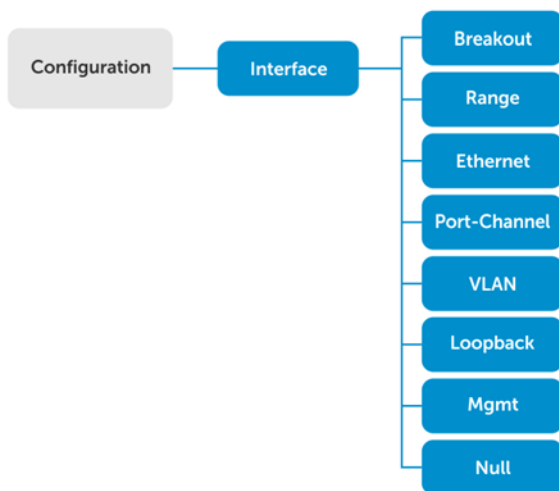 Configuration
Interface
Breakout
Range
Ethernet
Port-Channel
VLAN
Loopback
Mgmt
Null